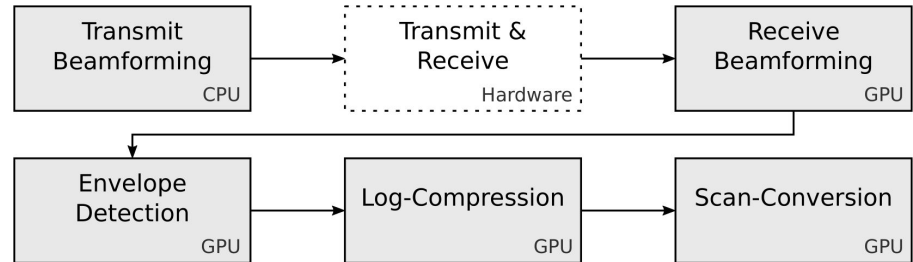 Transmit
Beamforming
CPU
Transmit &
Receive
Hardware
Receive
Beamforming
GPU
Envelope
Detection
GPU
Log-Compression
GPU
Scan-Conversion
GPU